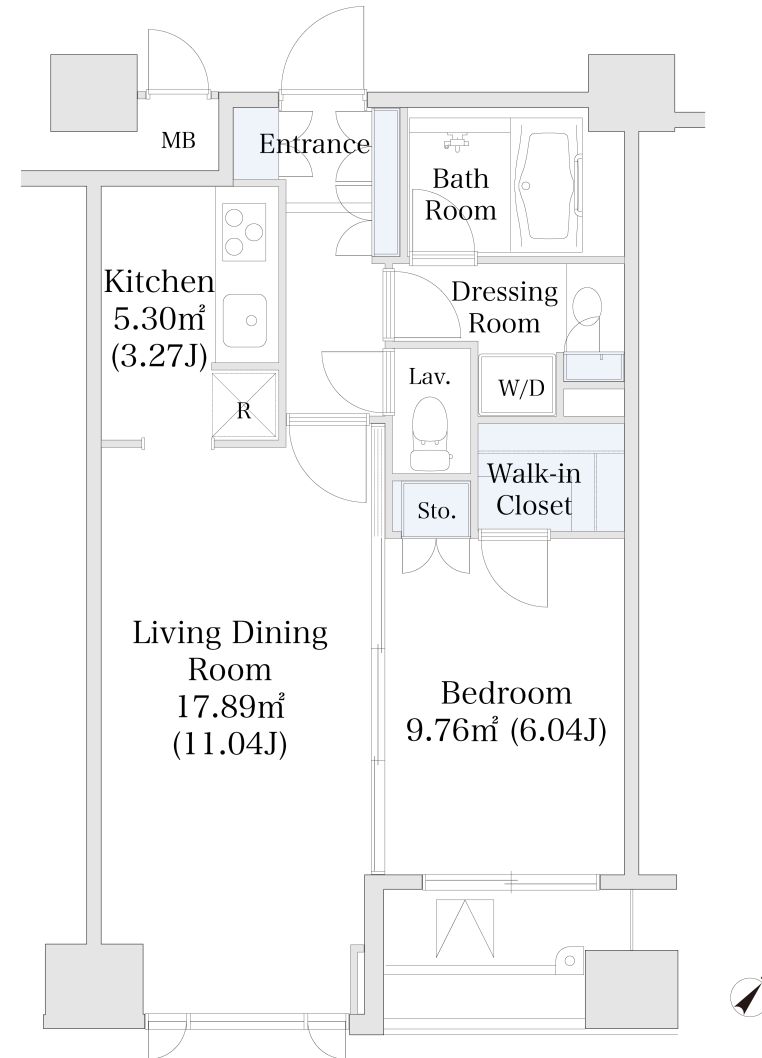 MB
Entrance
Bath
Room
Kitchen
5.30㎡
(3.27J)
Dressing
Room
Lav.
W/D
R
Walk-in
Closet
Sto.
Living Dining
Room
17.89㎡
(11.04J)
Bedroom
9.76㎡ (6.04J)